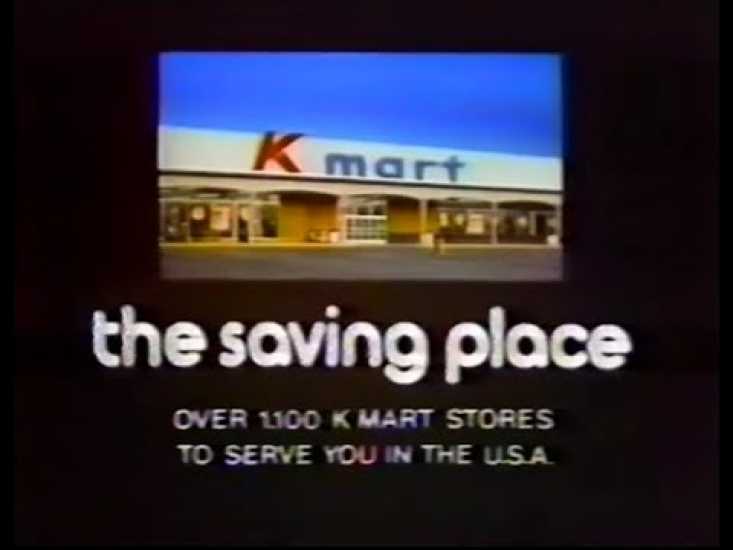 K mart
the saving place
OVER 1,100 K MART STORES
TO SERVE YOU IN THE U.S.A.